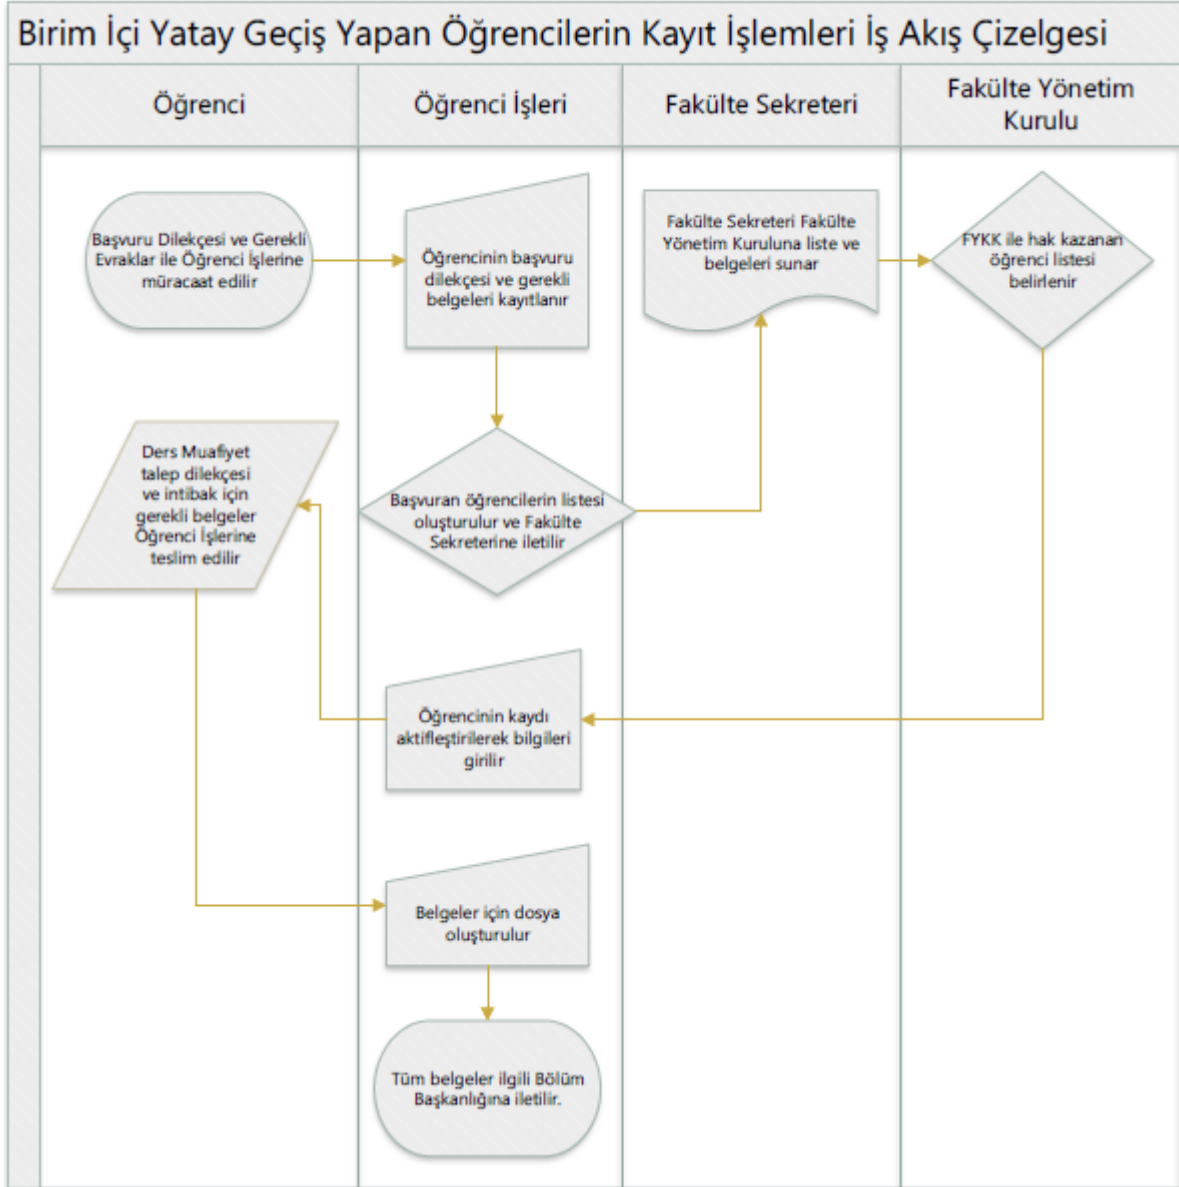 Birim İçi Yatay Geçiş Yapan Öğrencilerin Kayıt İşlemleri İş Akış Çizelgesi
Öğrenci
Öğrenci İşleri
Fakülte Sekreteri
Fakülte Yönetim
Kurulu
Başvuru Dilekçesi ve Gerekli
Evraklar ile Öğrenci İşlerine
müracaat edilir
Öğrencinin başvuru
dilekçesi ve gerekli
belgeleri kayıtlanır
Fakülte Sekreteri Fakülte
Yönetim Kuruluna liste ve
belgeleri sunar
FYKK ile hak kazanan
öğrenci listesi
belirlenir
Ders Muafiyet
talep dilekçesi
ve intibak için
gerekli belgeler
Öğrenci İşlerine
teslim edilir
Başvuran öğrencilerin listesi
oluşturulur ve Fakülte
Sekreterine iletilir
Öğrencinin kaydı
aktifleştirilerek bilgileri
girilir
Belgeler için dosya
oluşturulur
Tüm belgeler ilgili Bölüm
Başkanlığına iletilir.